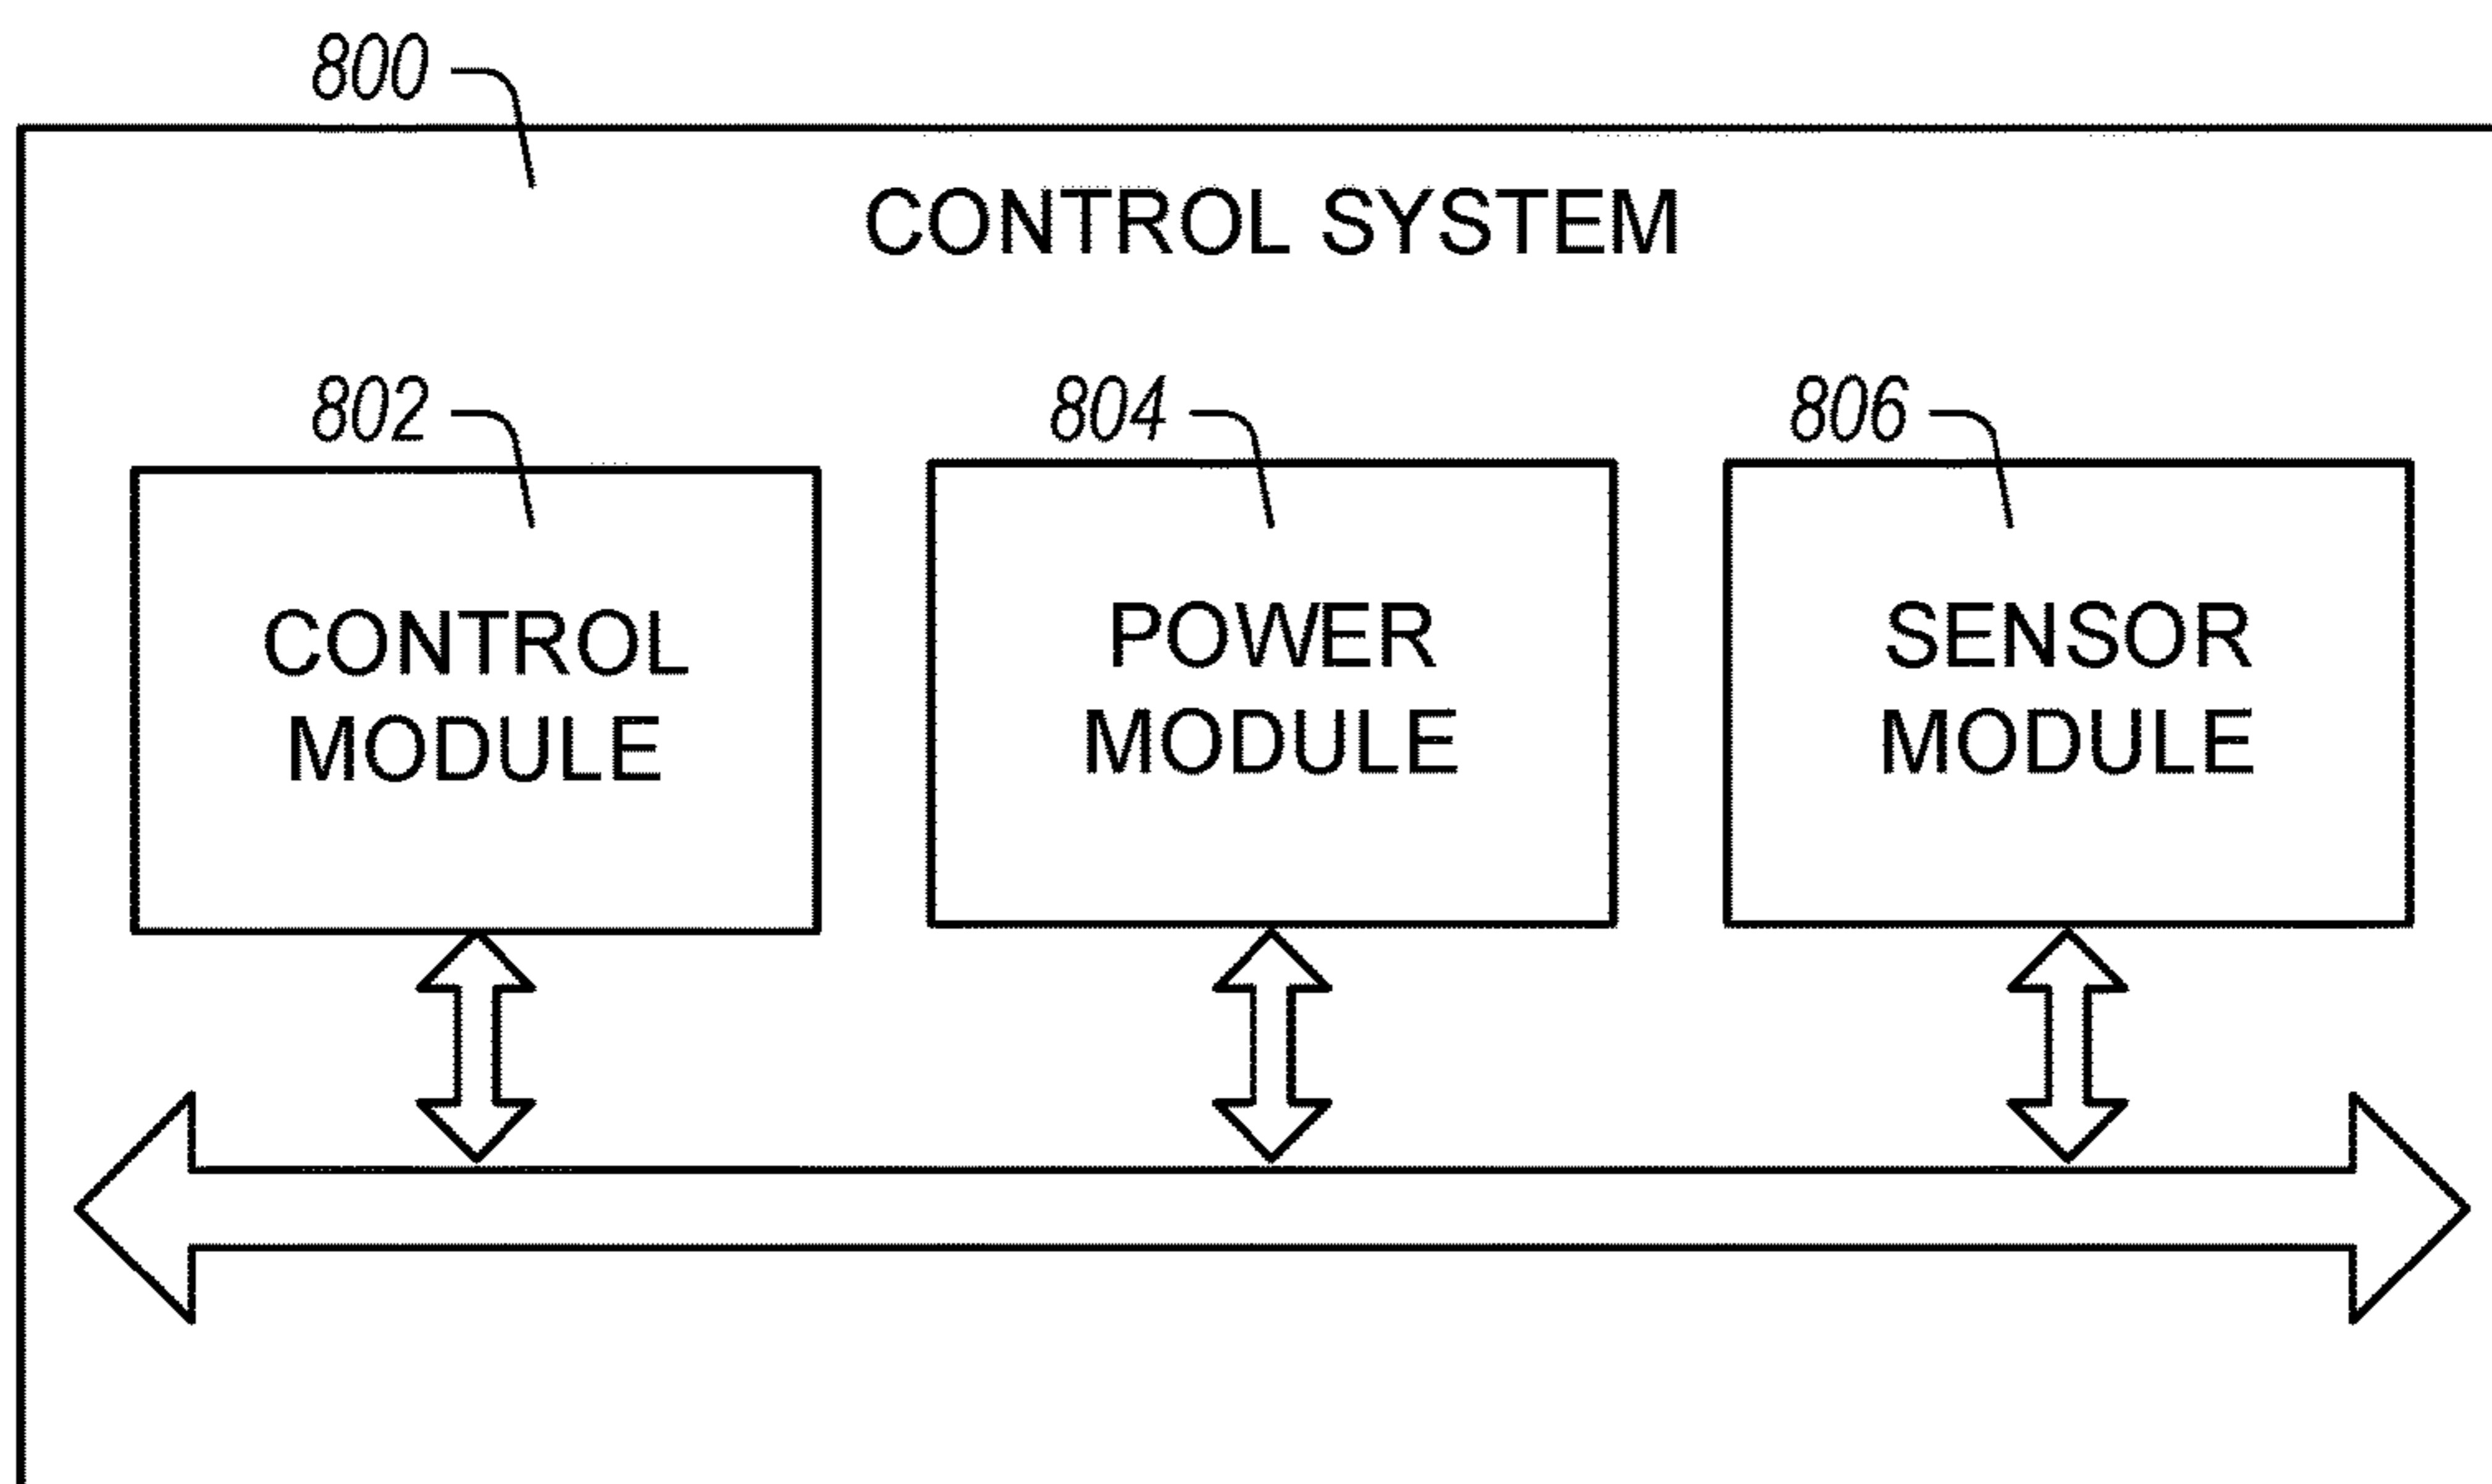 800
CONTROL SYSTEM
802
804
806
CONTROL
MODULE
POWER
MODULE
SENSOR
MODULE